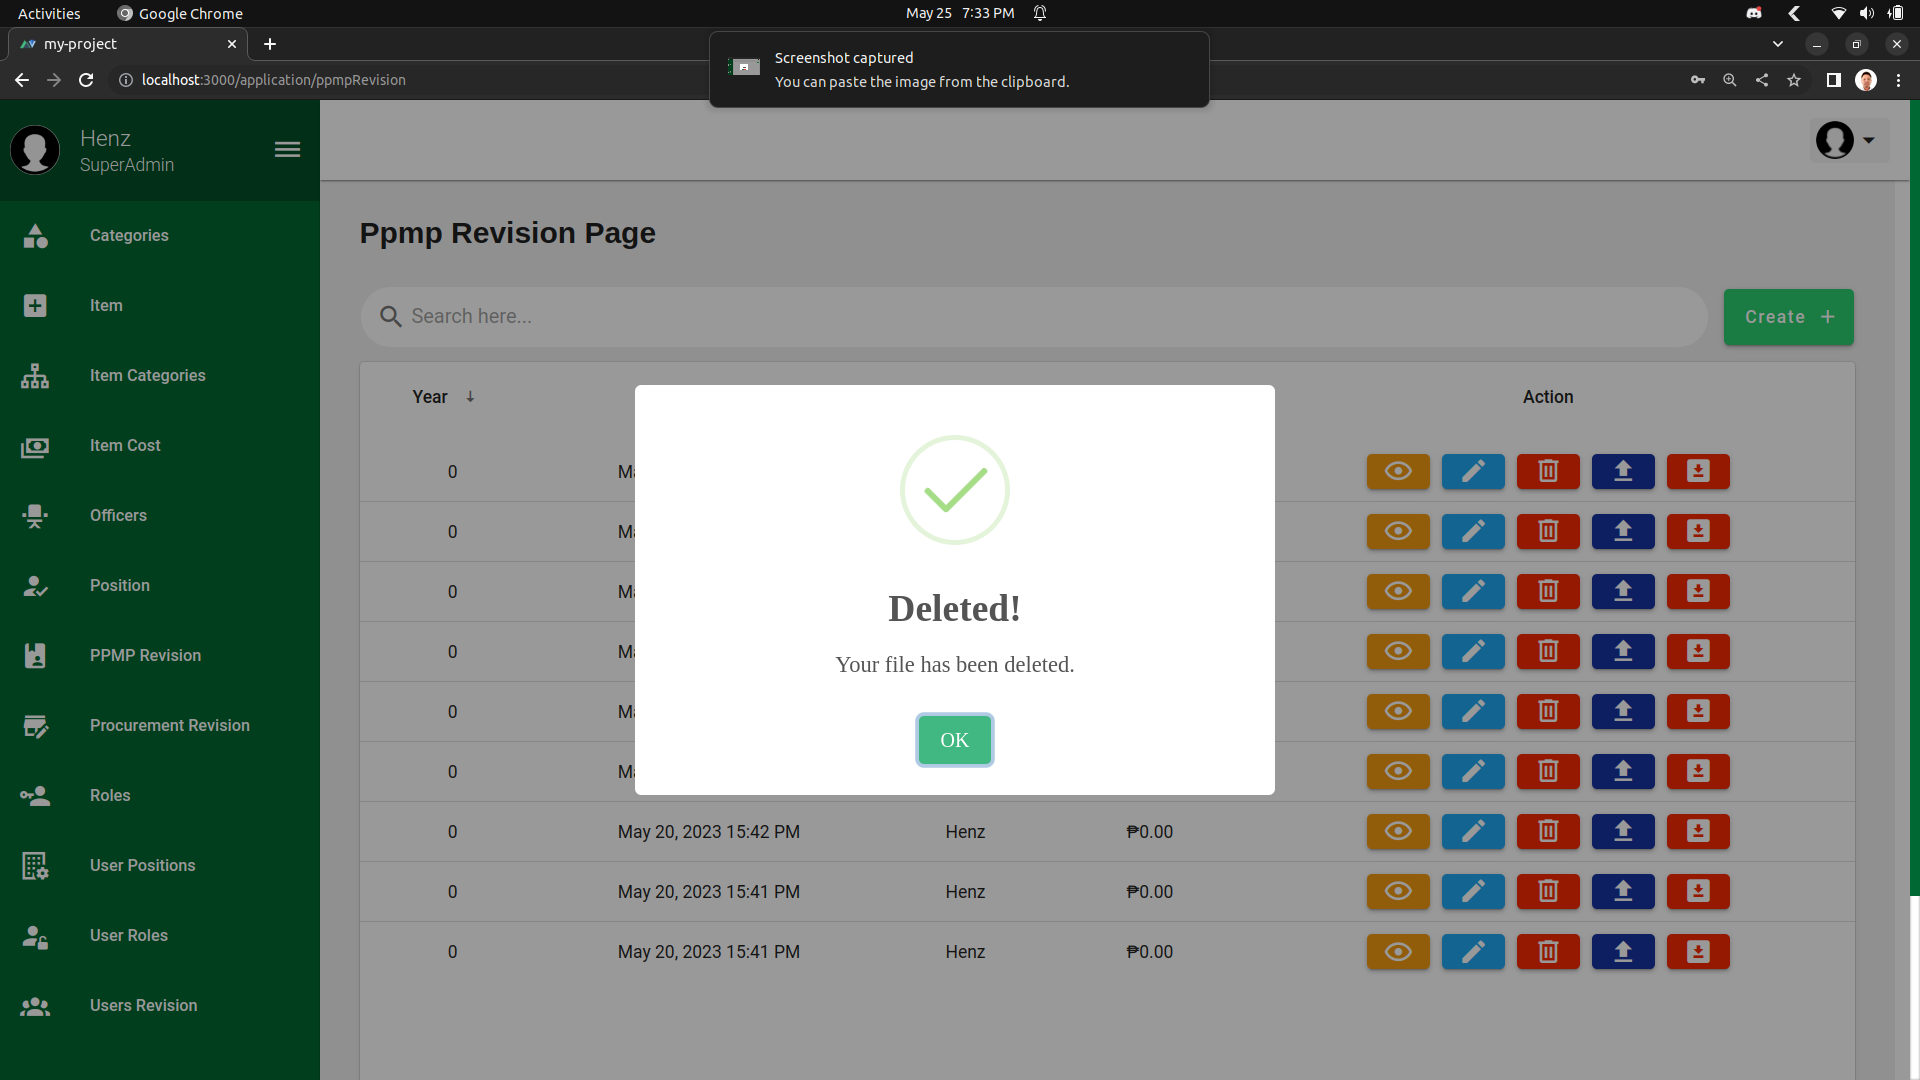 Activities Google Chrome May 25 7:33 PM
my-project
Screenshot captured
You can paste the image from the clipboard.
localhost:3000/application/ppmpRevision
Henz
SuperAdmin
Categories
Item
Item Categories
Item Cost
Officers
Position
PPMP Revision
Procurement Revision
Roles
User Positions
User Roles
Users Revision
Ppmp Revision Page
Search here...
Create +
Year Action
0 Ma
0 Ma
0 Ma
0 Ma
0 Ma
0 Ma
0 May 20, 2023 15:42 PM Henz ₱0.00
0 May 20, 2023 15:41 PM Henz ₱0.00
0 May 20, 2023 15:41 PM Henz ₱0.00
Deleted!
Your file has been deleted.
OK